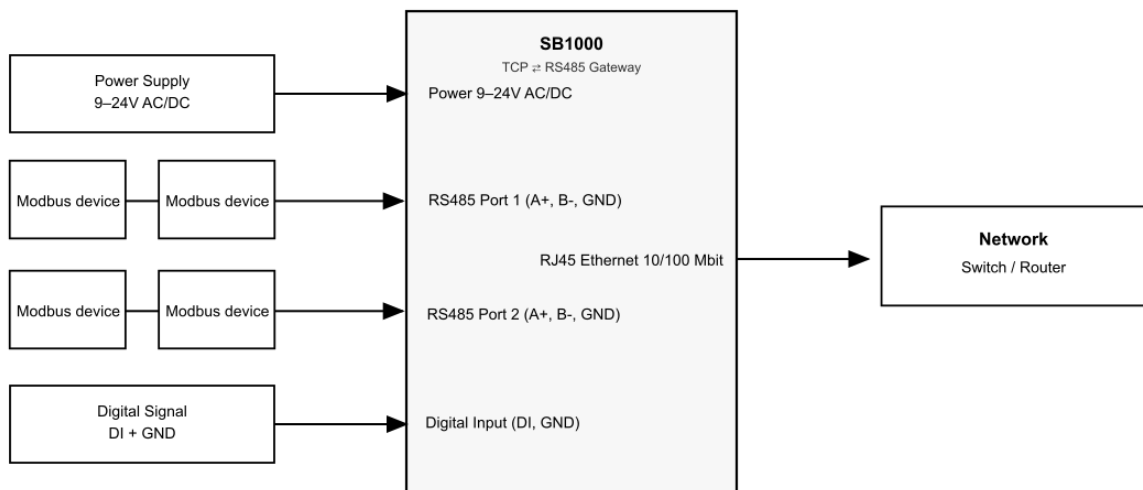 SB1000
TCP ⇄ RS485 Gateway
Power Supply
9–24V AC/DC
Power 9–24V AC/DC
Modbus device
Modbus device
RS485 Port 1 (A+, B-, GND)
RJ45 Ethernet 10/100 Mbit
Network
Switch / Router
Modbus device
Modbus device
RS485 Port 2 (A+, B-, GND)
Digital Signal
DI + GND
Digital Input (DI, GND)